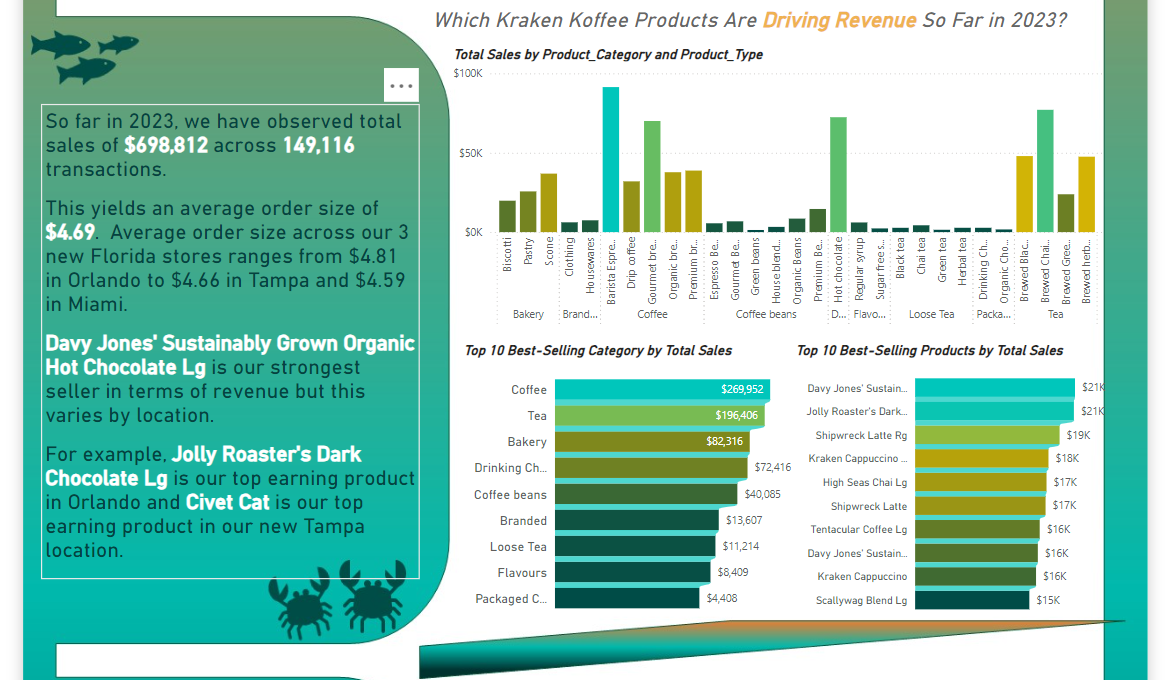 Which Kraken Koffee Products Are Driving Revenue So Far in 2023?
So far in 2023, we have observed total
sales of $698,812 across 149,116
transactions.
This yields an average order size of
$4.69. Average order size across our 3
new Florida stores ranges from $4.81
in Orlando to $4.66 in Tampa and $4.59
in Miami.
Davy Jones' Sustainably Grown Organic
Hot Chocolate Lg is our strongest
seller in terms of revenue but this
varies by location.
For example, Jolly Roaster's Dark
Chocolate Lg is our top earning product
in Orlando and Civet Cat is our top
earning product in our new Tampa
location.
Total Sales by Product_Category and Product_Type
$100K
$50K
$0K
Biscotti
Pastry
Scone
Clothing
Housewares
Barista Espre...
Drip coffee
Gourmet bre...
Organic bre...
Premium br...
Espresso Be...
Gourmet Be...
Green beans
House blend...
Organic Beans
Premium Be...
Hot chocolate
Regular syrup
Sugar free s...
Black tea
Chai tea
Green tea
Herbal tea
Drinking Ch...
Organic Cho...
Brewed Blac...
Brewed Chai...
Brewed Gree...
Brewed herb...
Bakery
Brand...
Coffee
Coffee beans
D...
Flavo...
Loose Tea
Packa...
Tea
Top 10 Best-Selling Category by Total Sales
Coffee $269,952
Tea $196,406
Bakery $82,316
Drinking Ch... $72,416
Coffee beans $40,085
Branded $13,607
Loose Tea $11,214
Flavours $8,409
Packaged C... $4,408
Top 10 Best-Selling Products by Total Sales
Davy Jones' Sustain... $21K
Jolly Roaster's Dark... $21K
Shipwreck Latte Rg $19K
Kraken Cappuccino ... $18K
High Seas Chai Lg $17K
Shipwreck Latte $17K
Tentacular Coffee Lg $16K
Davy Jones' Sustain... $16K
Kraken Cappuccino $16K
Scallywag Blend Lg $15K